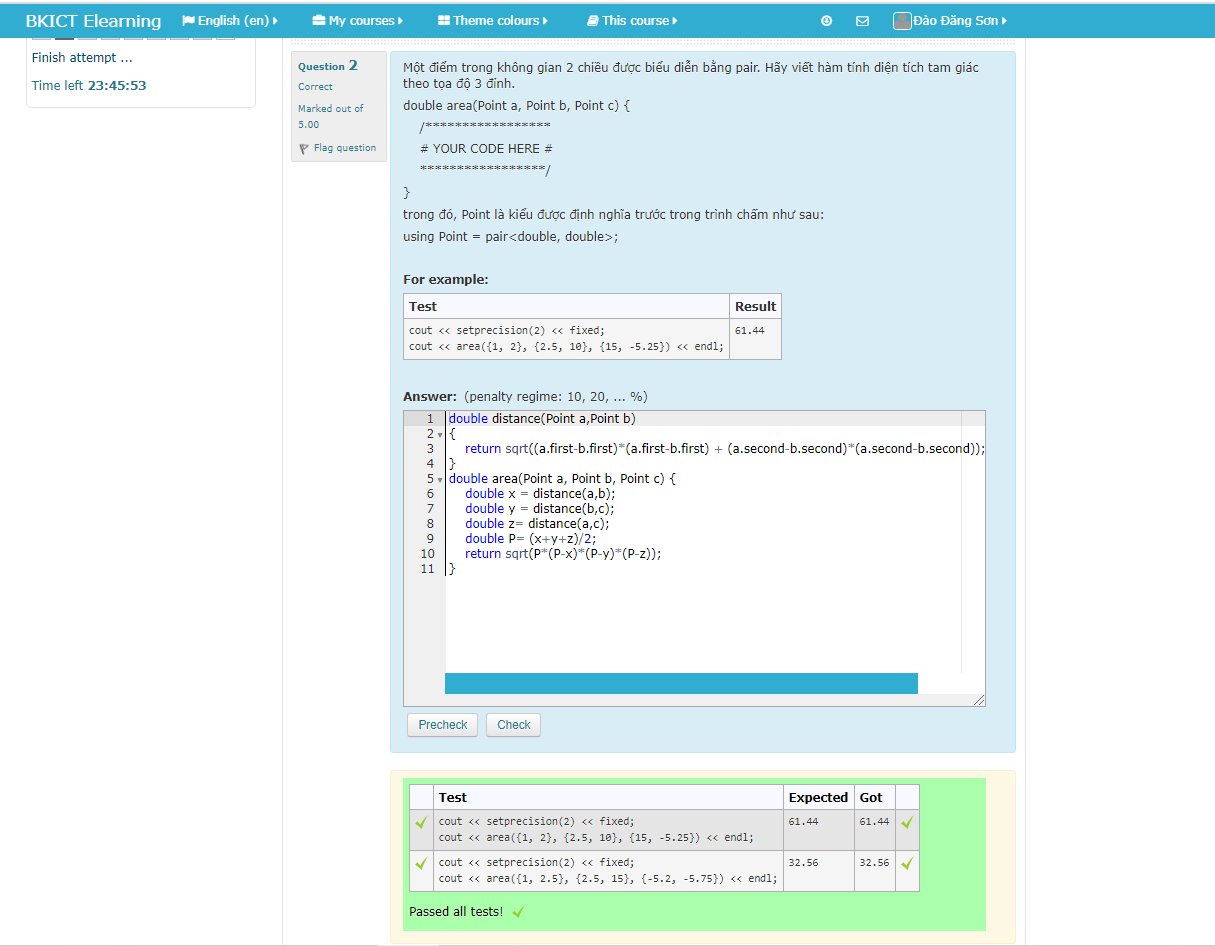 BKICT Elearning English (en) My courses Theme colours This course Đào Đăng Sơn
Finish attempt ...
Time left 23:45:53
Question 2
Correct
Marked out of
5.00
Flag question
Một điểm trong không gian 2 chiều được biểu diễn bằng pair. Hãy viết hàm tính diện tích tam giác
theo tọa độ 3 đỉnh.
double area(Point a, Point b, Point c) {
/*****************
# YOUR CODE HERE #
*****************/
}
trong đó, Point là kiểu được định nghĩa trước trong trình chấm như sau:
using Point = pair<double, double>;
For example:
Test Result
cout << setprecision(2) << fixed; 61.44
cout << area({1, 2}, {2.5, 10}, {15, -5.25}) << endl;
Answer: (penalty regime: 10, 20, ... %)
1 double distance(Point a,Point b)
2 {
3 return sqrt((a.first-b.first)*(a.first-b.first) + (a.second-b.second)*(a.second-b.second));
4 }
5 double area(Point a, Point b, Point c) {
6 double x = distance(a,b);
7 double y = distance(b,c);
8 double z= distance(a,c);
9 double P= (x+y+z)/2;
10 return sqrt(P*(P-x)*(P-y)*(P-z));
11 }
Precheck Check
Test Expected Got
cout << setprecision(2) << fixed; 61.44 61.44
cout << area({1, 2}, {2.5, 10}, {15, -5.25}) << endl;
cout << setprecision(2) << fixed; 32.56 32.56
cout << area({1, 2.5}, {2.5, 15}, {-5.2, -5.75}) << endl;
Passed all tests!